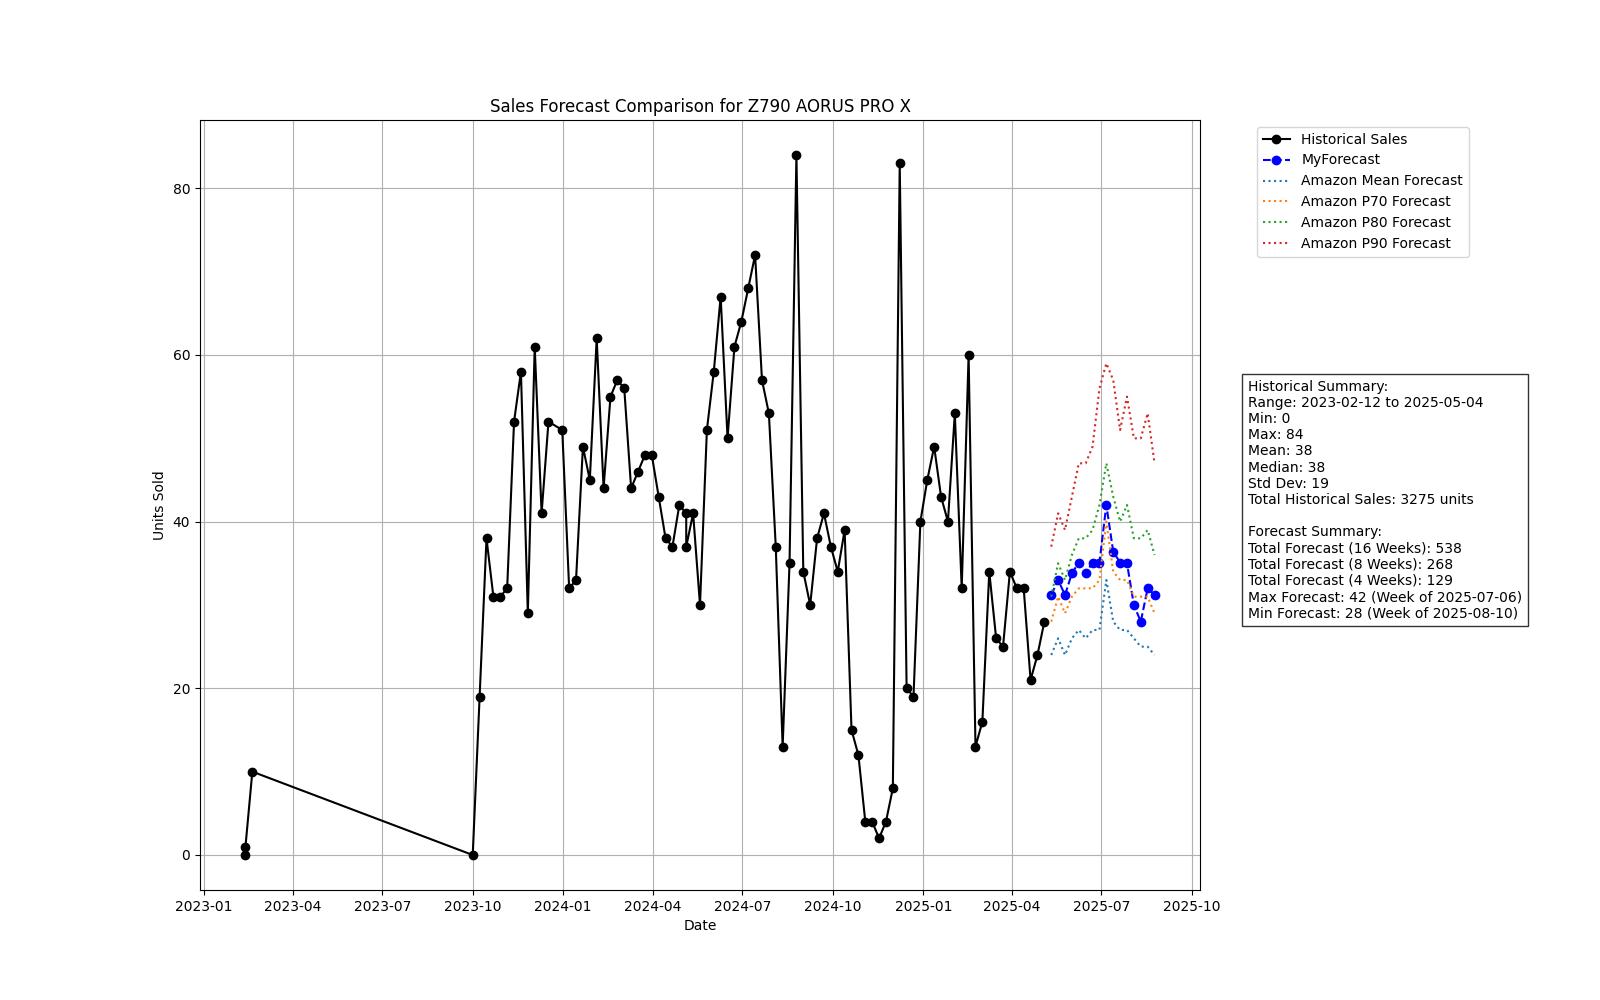 Sales Forecast Comparison for Z790 AORUS PRO X
Historical Sales
MyForecast
Amazon Mean Forecast
Amazon P70 Forecast
Amazon P80 Forecast
Amazon P90 Forecast
80
60
40
20
0
Units Sold
2023-01
2023-04
2023-07
2023-10
2024-01
2024-04
2024-07
2024-10
2025-01
2025-04
2025-07
2025-10
Date
Historical Summary:
Range: 2023-02-12 to 2025-05-04
Min: 0
Max: 84
Mean: 38
Median: 38
Std Dev: 19
Total Historical Sales: 3275 units
Forecast Summary:
Total Forecast (16 Weeks): 538
Total Forecast (8 Weeks): 268
Total Forecast (4 Weeks): 129
Max Forecast: 42 (Week of 2025-07-06)
Min Forecast: 28 (Week of 2025-08-10)